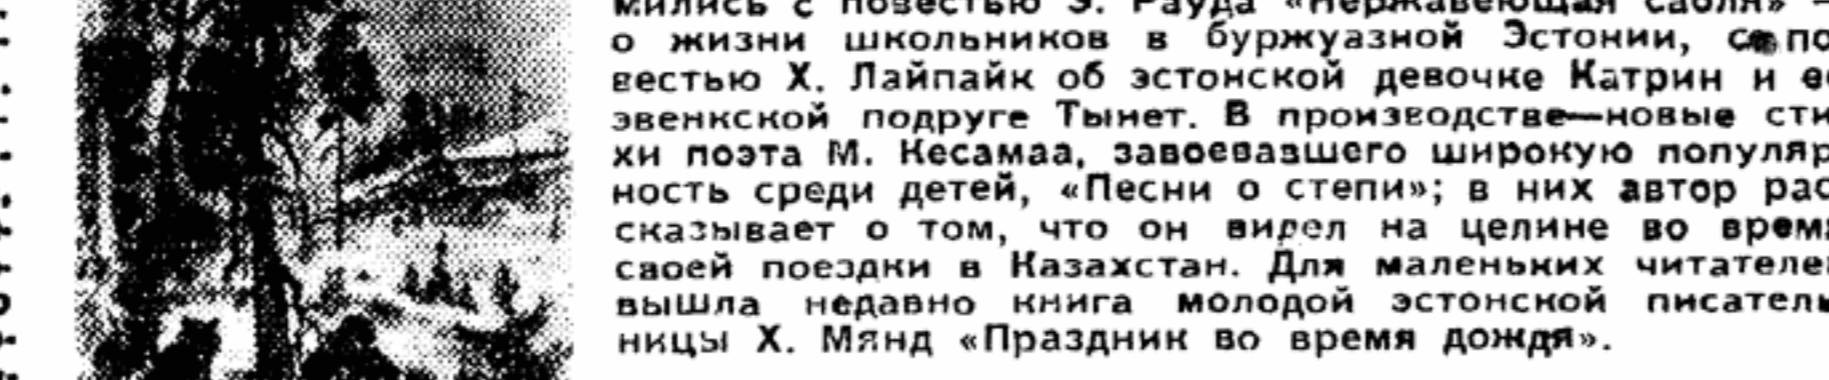 мились с повестью Э. Рауда «Нержавеющая сабля» —
о жизни школьников в буржуазной Эстонии, с по
вестью Х. Лайпайк об эстонской девочке Катрин и ее
эвенкской подруге Тынет. В производстве—новые сти
хи поэта М. Кесамаа, завоевавшего широкую популяр
ность среди детей, «Песни о степи»; в них автор рас
сказывает о том, что он видел на целине во время
своей поездки в Казахстан. Для маленьких читателей
вышла недавно книга молодой эстонской писатель
ницы Х. Мянд «Праздник во время дождя».